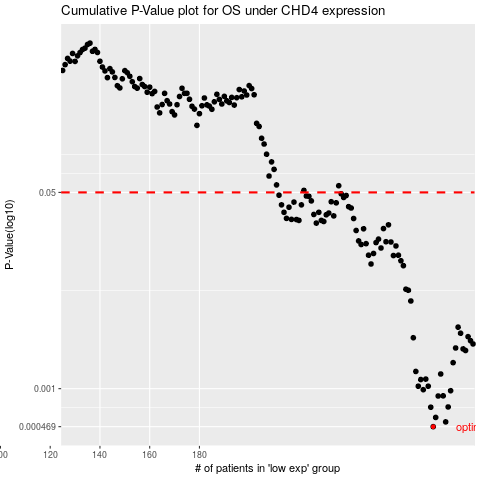 Cumulative P-Value plot for OS under CHD4 expression
P-Value(log10)
0.05
0.001
0.000469
optin
00 120 140 160 180
# of patients in 'low exp' group